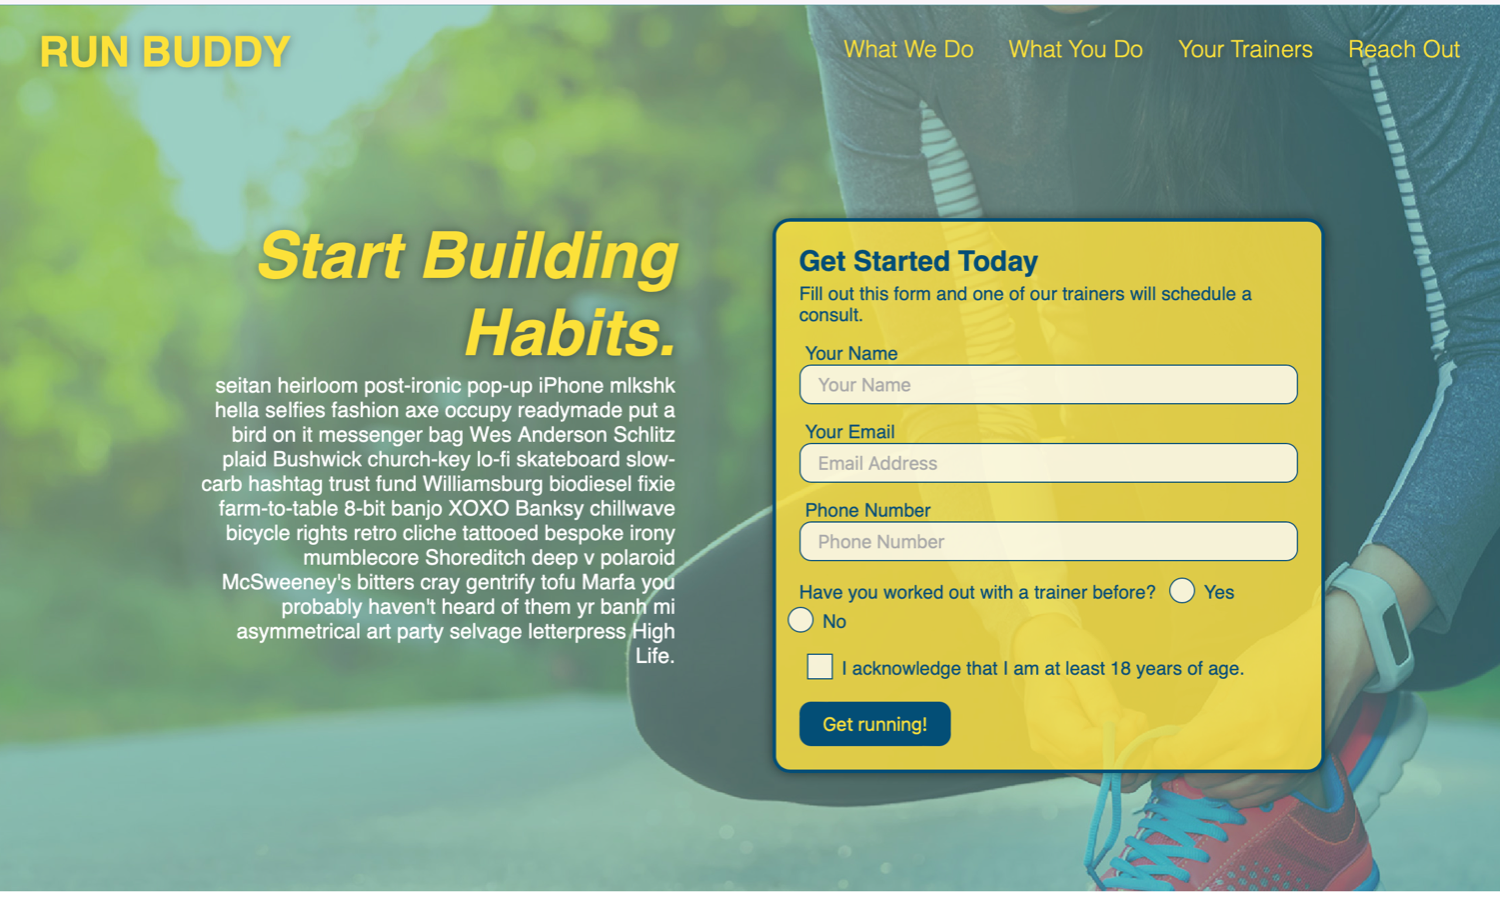 RUN BUDDY
What We Do
What You Do
Your Trainers
Reach Out
Start Building
Habits.
seitan heirloom post-ironic pop-up iPhone mlkshk
hella selfies fashion axe occupy readymade put a
bird on it messenger bag Wes Anderson Schlitz
plaid Bushwick church-key lo-fi skateboard slow-
carb hashtag trust fund Williamsburg biodiesel fixie
farm-to-table 8-bit banjo XOXO Banksy chillwave
bicycle rights retro cliche tattooed bespoke irony
mumblecore Shoreditch deep v polaroid
McSweeney's bitters cray gentrify tofu Marfa you
probably haven't heard of them yr banh mi
asymmetrical art party selvage letterpress High
Life.
Get Started Today
Fill out this form and one of our trainers will schedule a
consult.
Your Name
Your Name
Your Email
Email Address
Phone Number
Phone Number
Have you worked out with a trainer before? Yes
No
I acknowledge that I am at least 18 years of age.
Get running!